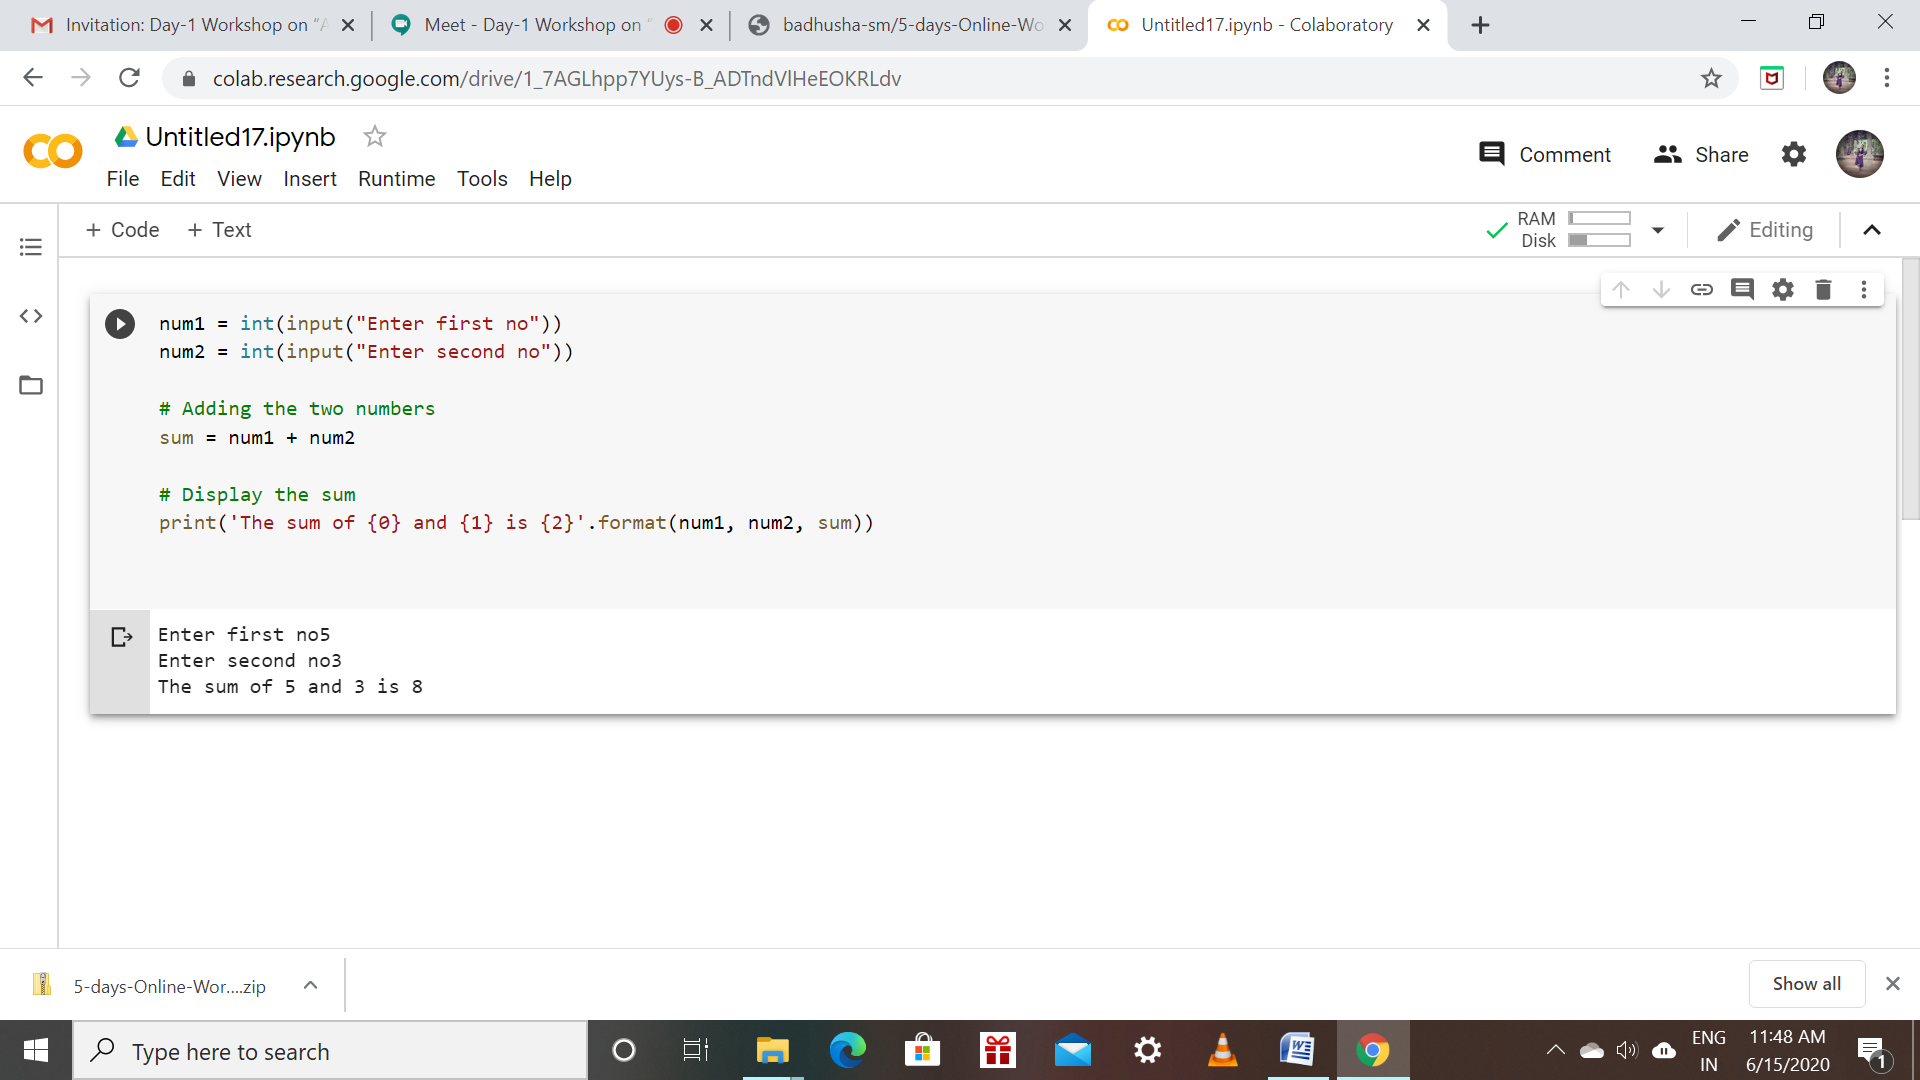 Invitation: Day-1 Workshop on "A
Meet - Day-1 Workshop on "
badhusha-sm/5-days-Online-Wo
Untitled17.ipynb - Colaboratory
colab.research.google.com/drive/1_7AGLhpp7YUys-B_ADTndVlHeEOKRLdv
Untitled17.ipynb
Comment Share
File Edit View Insert Runtime Tools Help
+ Code + Text
RAM
Disk
Editing
num1 = int(input("Enter first no"))
num2 = int(input("Enter second no"))
# Adding the two numbers
sum = num1 + num2
# Display the sum
print('The sum of {0} and {1} is {2}'.format(num1, num2, sum))
Enter first no5
Enter second no3
The sum of 5 and 3 is 8
5-days-Online-Wor....zip
Show all
Type here to search
ENG
IN
11:48 AM
6/15/2020
1